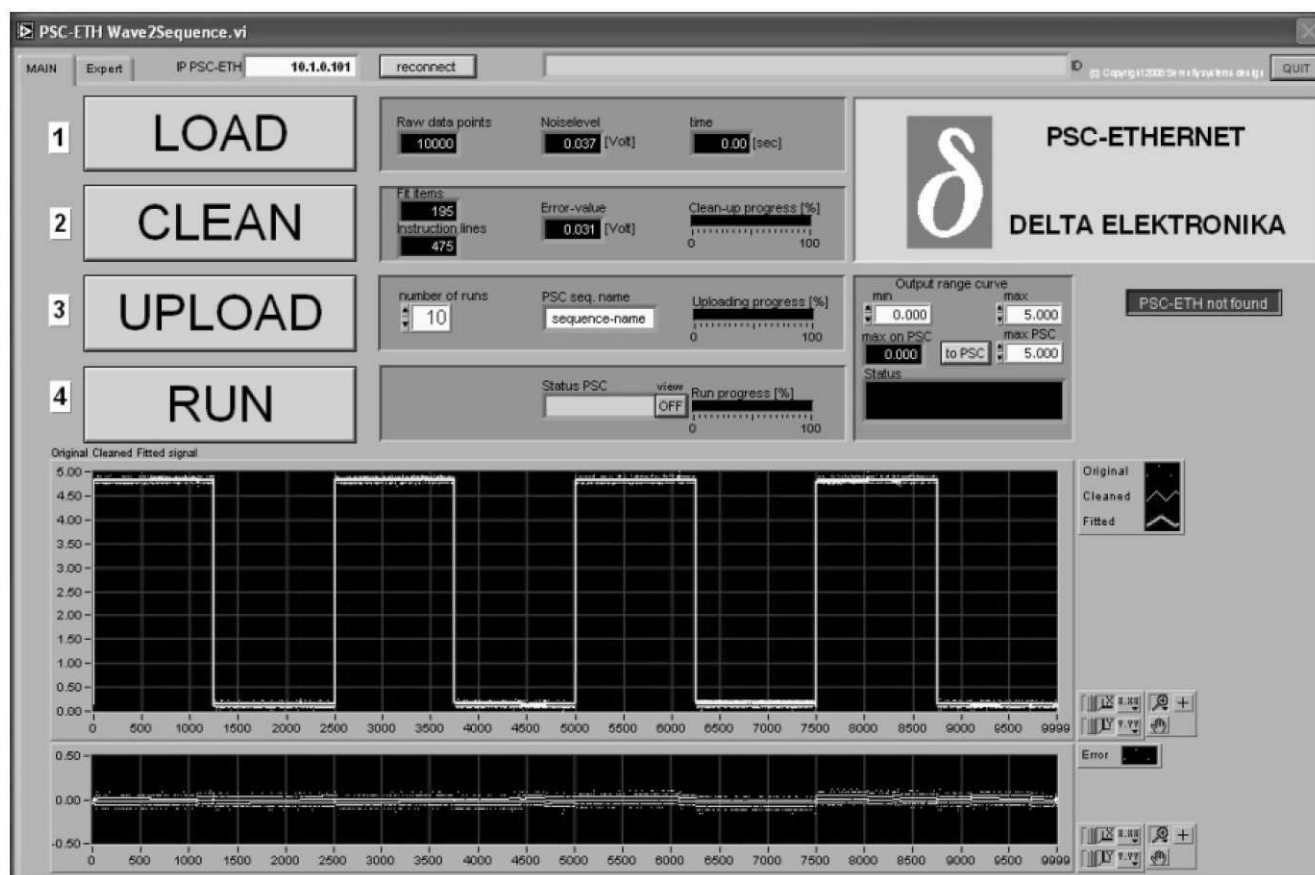 PSC-ETH Wave2Sequence.vi
MAIN Expert IP PSC-ETH 10.1.0.101 reconnect ID (c) Copyright 2006 QUIT
1 LOAD
Raw data points Noiselevel time
10000 0.037 [Volt] 0.00 [sec]
2 CLEAN
Fit items
195
Instruction lines
475
Error-value
0.031 [Volt]
Clean-up progress [%]
0 100
3 UPLOAD
number of runs PSC seq. name Uploading progress [%]
10 sequence-name
0 100
4 RUN
Status PSC view Run progress [%]
OFF
0 100
δ
PSC-ETHERNET
DELTA ELEKTRONIKA
Output range curve
min max
0.000 5.000
max on PSC max PSC
0.000 to PSC 5.000
Status
PSC-ETH not found
Original Cleaned Fitted signal
5.00
4.50
4.00
3.50
3.00
2.50
2.00
1.50
1.00
0.50
0.00
0 500 1000 1500 2000 2500 3000 3500 4000 4500 5000 5500 6000 6500 7000 7500 8000 8500 9000 9500 9999
Original
Cleaned
Fitted
X X.XX
Y Y.YY
0.50
0.00
-0.50
0 500 1000 1500 2000 2500 3000 3500 4000 4500 5000 5500 6000 6500 7000 7500 8000 8500 9000 9500 9999
Error
X X.XX
Y Y.YY